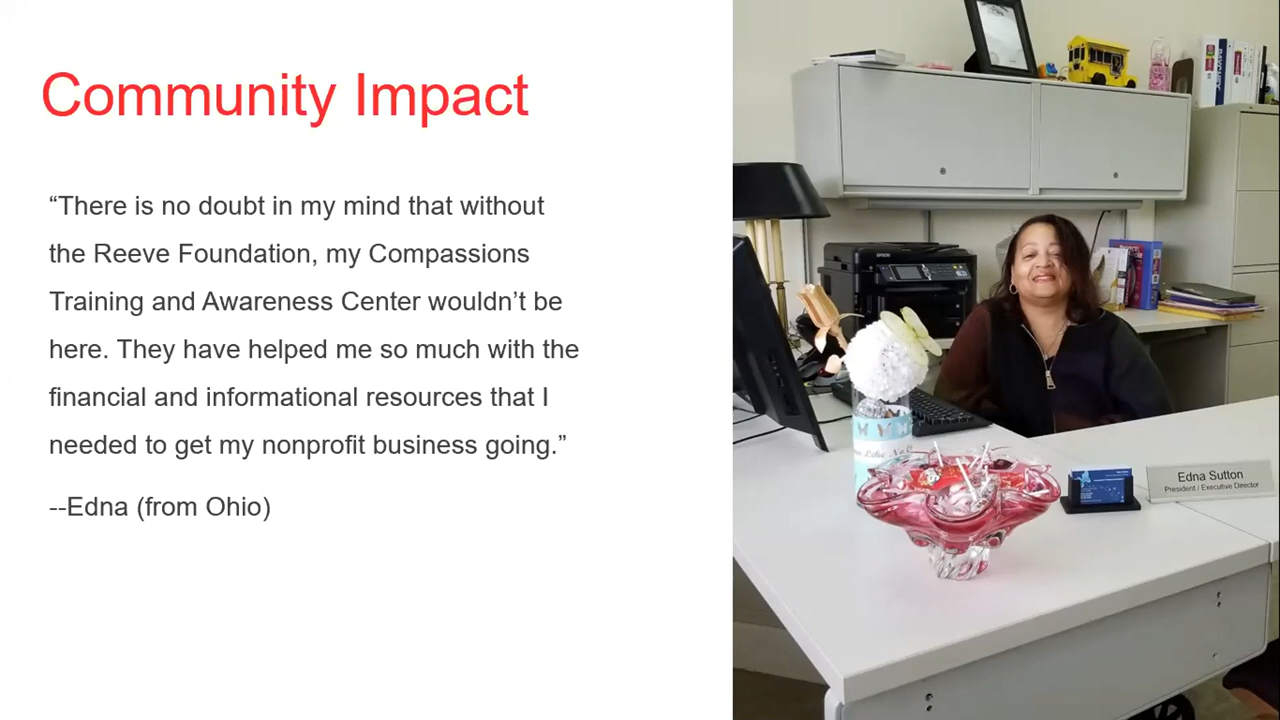 Community Impact
“There is no doubt in my mind that without
the Reeve Foundation, my Compassions
Training and Awareness Center wouldn’t be
here. They have helped me so much with the
financial and informational resources that I
needed to get my nonprofit business going.”
--Edna (from Ohio)
EPSON
Edna Sutton
President / Executive Director